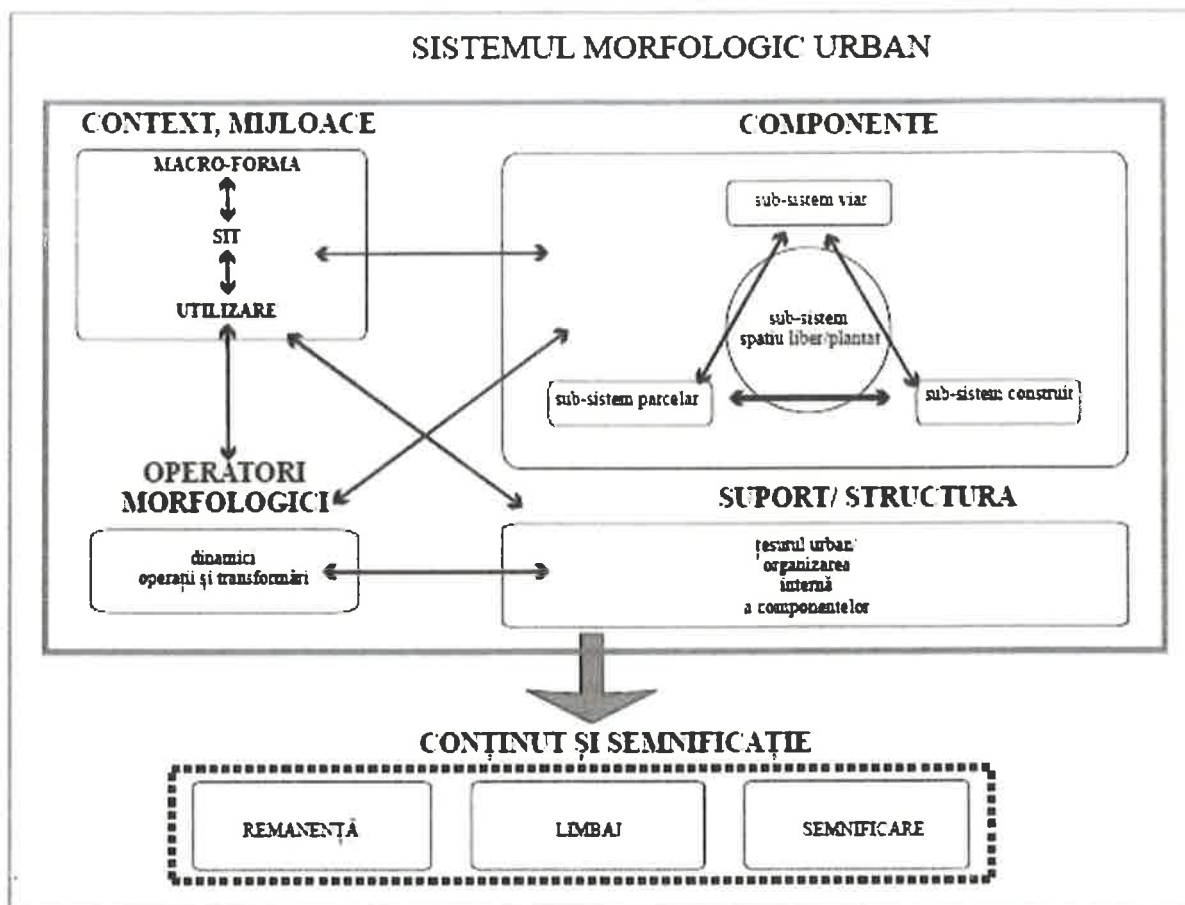 SISTEMUL MORFOLOGIC URBAN
CONTEXT, MIJLOACE
MACRO-FORMA
SIT
UTILIZARE
COMPONENTE
sub-sistem viar
sub-sistem
spatiu liber/plantat
sub-sistem parcelar
sub-sistem construit
OPERATORI
MORFOLOGICI
dinamici
operații și transformări
SUPORT/ STRUCTURA
țesutul urban
organizarea
internă
a componentelor
CONȚINUT ȘI SEMNIFICAȚIE
REMANENȚĂ
LIMBAJ
SEMNIFICARE